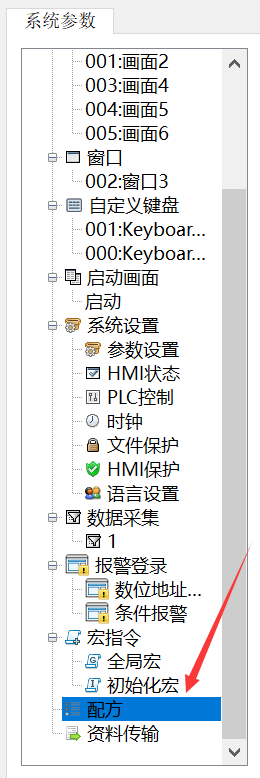 系统参数
001:画面2
003:画面4
004:画面5
005:画面6
窗口
002:窗口3
自定义键盘
001:Keyboar...
000:Keyboar...
启动画面
启动
系统设置
参数设置
HMI状态
PLC控制
时钟
文件保护
HMI保护
语言设置
数据采集
1
报警登录
数位地址...
条件报警
宏指令
全局宏
初始化宏
配方
资料传输